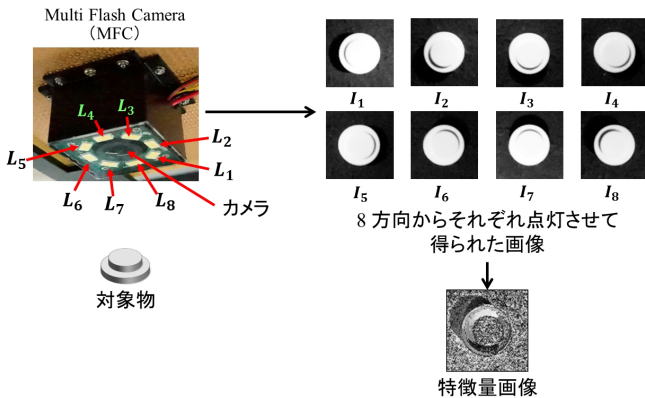 Multi Flash Camera
（MFC）
L₄ L₃
L₂
L₅
L₁
L₆ L₇ L₈ カメラ
対象物
I₁ I₂ I₃ I₄
I₅ I₆ I₇ I₈
8 方向からそれぞれ点灯させて
得られた画像
特徴量画像